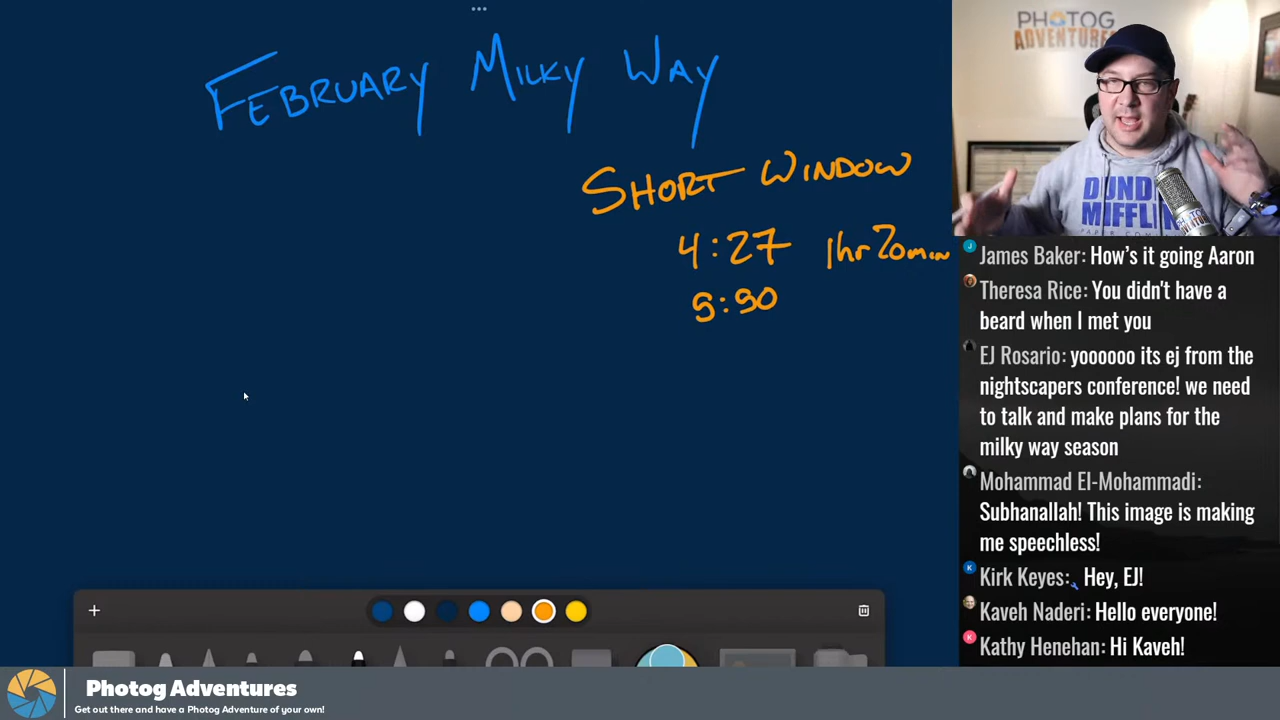 FEBRUARY MILKY WAY
SHORT WINDOW
4:27 1hr 20min
5:50
PHOTOG
ADVENTURES
DUNDER
MIFFLIN
James Baker: How's it going Aaron
Theresa Rice: You didn't have a
beard when I met you
EJ Rosario: yoooooo its ej from the
nightscapers conference! we need
to talk and make plans for the
milky way season
Mohammad El-Mohammadi:
Subhanallah! This image is making
me speechless!
Kirk Keyes: Hey, EJ!
Kaveh Naderi: Hello everyone!
Kathy Henehan: Hi Kaveh!
Photog Adventures
Get out there and have a Photog Adventure of your own!